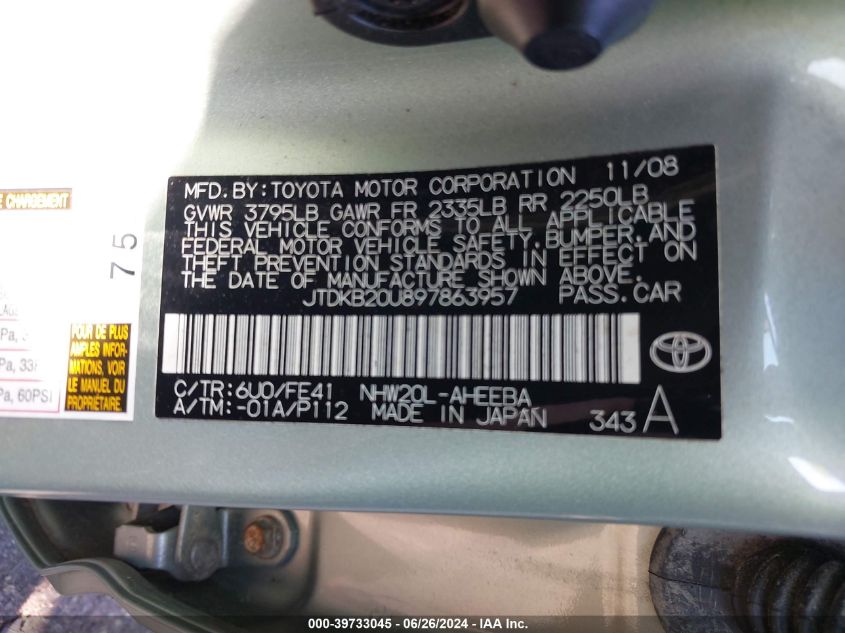 MFD. BY: TOYOTA MOTOR CORPORATION 11/08
GVWR 3795LB GAWR FR 2335LB RR 2250LB
THIS VEHICLE CONFORMS TO ALL APPLICABLE
FEDERAL MOTOR VEHICLE SAFETY, BUMPER, AND
THEFT PREVENTION STANDARDS IN EFFECT ON
THE DATE OF MANUFACTURE SHOWN ABOVE.
JTDKB20U897863957 PASS. CAR
C/TR: 6U0/FE41 NHW20L-AHEEBA
A/TM: -01A/P112 MADE IN JAPAN 343 A
E CHARGEMENT
75
Pa, 60PSI
POUR DE PLUS
AMPLES INFOR-
MATIONS, VOIR
LE MANUEL DU
PROPRIÉTAIRE.
000-39733045 / 06/26/2024 - IAA Inc.